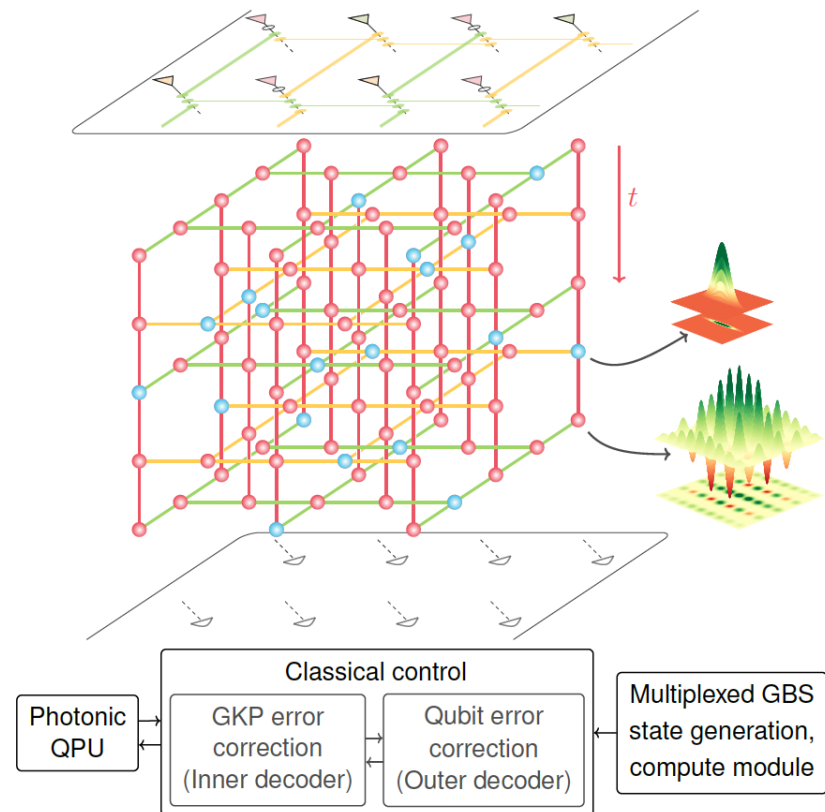 t
Classical control
Photonic
QPU
GKP error
correction
(Inner decoder)
Qubit error
correction
(Outer decoder)
Multiplexed GBS
state generation,
compute module